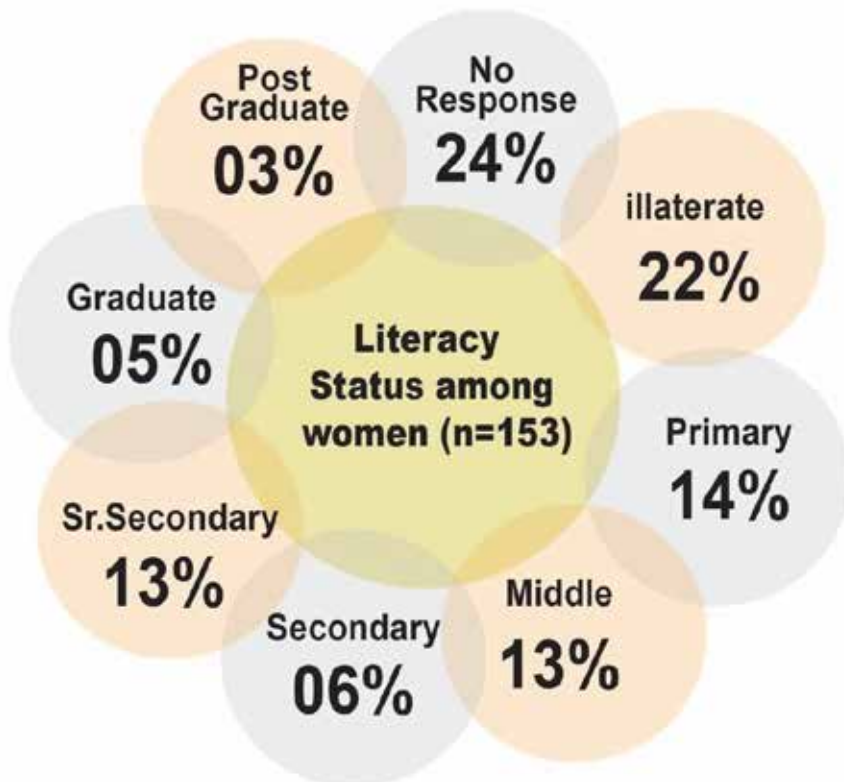 Literacy
Status among
women (n=153)
No
Response
24%
illaterate
22%
Primary
14%
Middle
13%
Secondary
06%
Sr.Secondary
13%
Graduate
05%
Post
Graduate
03%